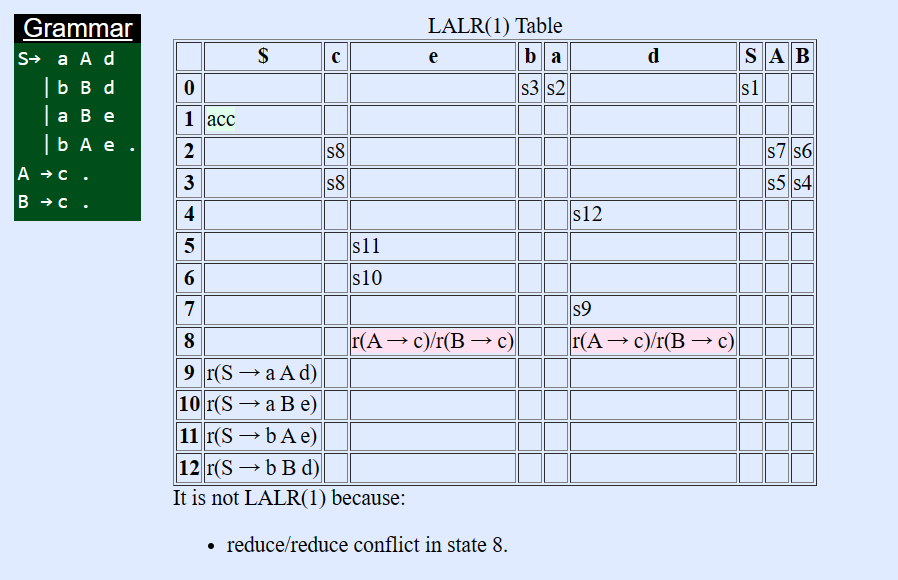 Grammar
S→ a A d
|b B d
|a B e
|b A e .
A →c .
B →c .
LALR(1) Table
$ c e b a d S A B
0 s3 s2 s1
1 acc
2 s8 s7 s6
3 s8 s5 s4
4 s12
5 s11
6 s10
7 s9
8 r(A → c)/r(B → c) r(A → c)/r(B → c)
9 r(S → a A d)
10 r(S → a B e)
11 r(S → b A e)
12 r(S → b B d)
It is not LALR(1) because:
• reduce/reduce conflict in state 8.